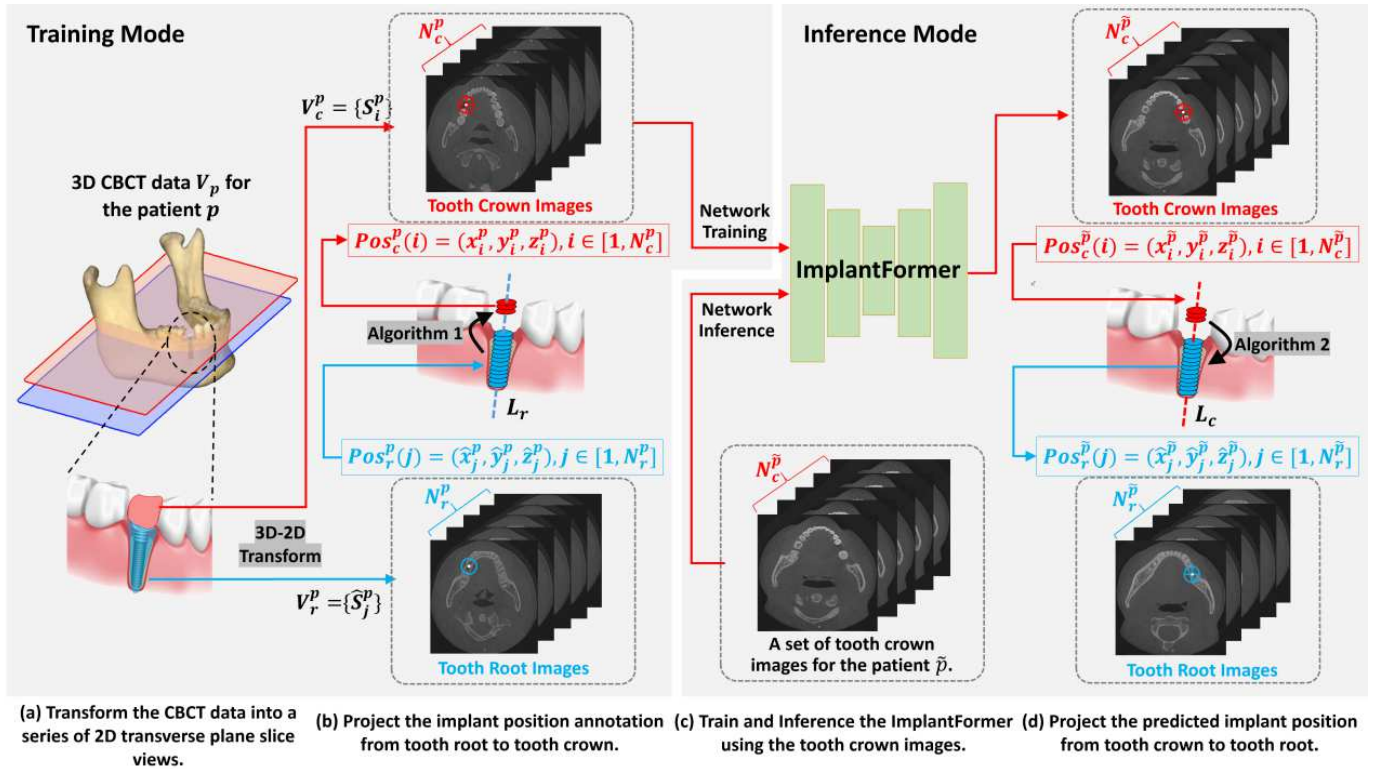 Training Mode
N_c^p
V_c^p = {S_i^p}
3D CBCT data V_p for
the patient p
Tooth Crown Images
Pos_c^p(i) = (x_i^p, y_i^p, z_i^p), i ∈ [1, N_c^p]
Algorithm 1
L_r
Pos_r^p(j) = (x̂_j^p, ŷ_j^p, ẑ_j^p), j ∈ [1, N_r^p]
N_r^p
3D-2D
Transform
V_r^p = {Ŝ_j^p}
Tooth Root Images
Inference Mode
Network
Training
ImplantFormer
Network
Inference
N_c^p̃
A set of tooth crown
images for the patient p̃.
N_c^p̃
Tooth Crown Images
Pos_c^p̃(i) = (x_i^p̃, y_i^p̃, z_i^p̃), i ∈ [1, N_c^p̃]
Algorithm 2
L_c
Pos_r^p̃(j) = (x̂_j^p̃, ŷ_j^p̃, ẑ_j^p̃), j ∈ [1, N_r^p̃]
N_r^p̃
Tooth Root Images
(a) Transform the CBCT data into a
series of 2D transverse plane slice
views.
(b) Project the implant position annotation
from tooth root to tooth crown.
(c) Train and Inference the ImplantFormer
using the tooth crown images.
(d) Project the predicted implant position
from tooth crown to tooth root.